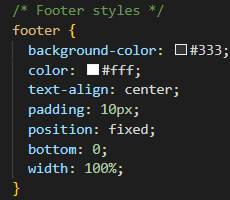 /* Footer styles */
footer {
background-color: #333;
color: #fff;
text-align: center;
padding: 10px;
position: fixed;
bottom: 0;
width: 100%;
}